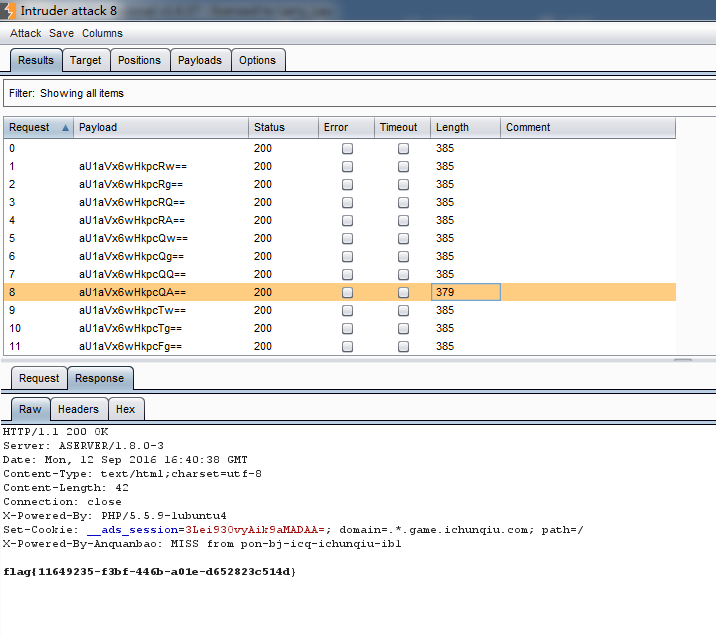 Intruder attack 8
Attack Save Columns
Results Target Positions Payloads Options
Filter: Showing all items
Request Payload Status Error Timeout Length Comment
0 200 385
1 aU1aVx6wHkpcRw== 200 385
2 aU1aVx6wHkpcRg== 200 385
3 aU1aVx6wHkpcRQ== 200 385
4 aU1aVx6wHkpcRA== 200 385
5 aU1aVx6wHkpcQw== 200 385
6 aU1aVx6wHkpcQg== 200 385
7 aU1aVx6wHkpcQQ== 200 385
8 aU1aVx6wHkpcQA== 200 379
9 aU1aVx6wHkpcTw== 200 385
10 aU1aVx6wHkpcTg== 200 385
11 aU1aVx6wHkpcFg== 200 385
Request Response
Raw Headers Hex
HTTP/1.1 200 OK
Server: ASERVER/1.8.0-3
Date: Mon, 12 Sep 2016 16:40:38 GMT
Content-Type: text/html;charset=utf-8
Content-Length: 42
Connection: close
X-Powered-By: PHP/5.5.9-1ubuntu4
Set-Cookie: __ads_session=3Lei93OvyAik9aMADAA=; domain=.*.game.ichunqiu.com; path=/
X-Powered-By-Anquanbao: MISS from pon-bj-icq-ichunqiu-ib1
flag{11649235-f3bf-446b-a01e-d652823c514d}